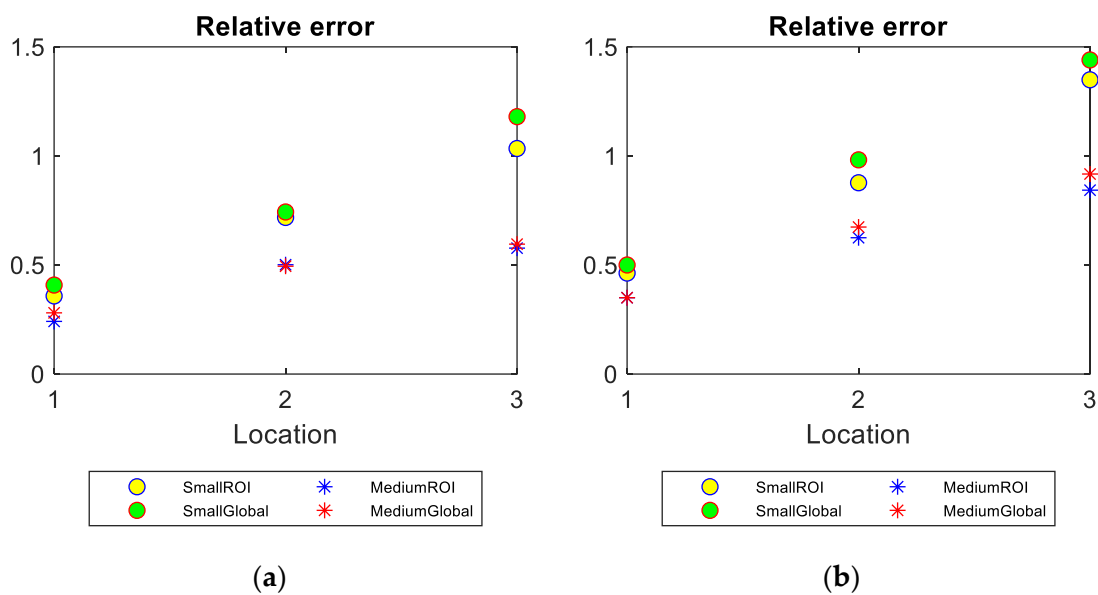 Relative error
1.5
1
0.5
0
1 2 3
Location
SmallROI MediumROI
SmallGlobal MediumGlobal
(a)
Relative error
1.5
1
0.5
0
1 2 3
Location
SmallROI MediumROI
SmallGlobal MediumGlobal
(b)